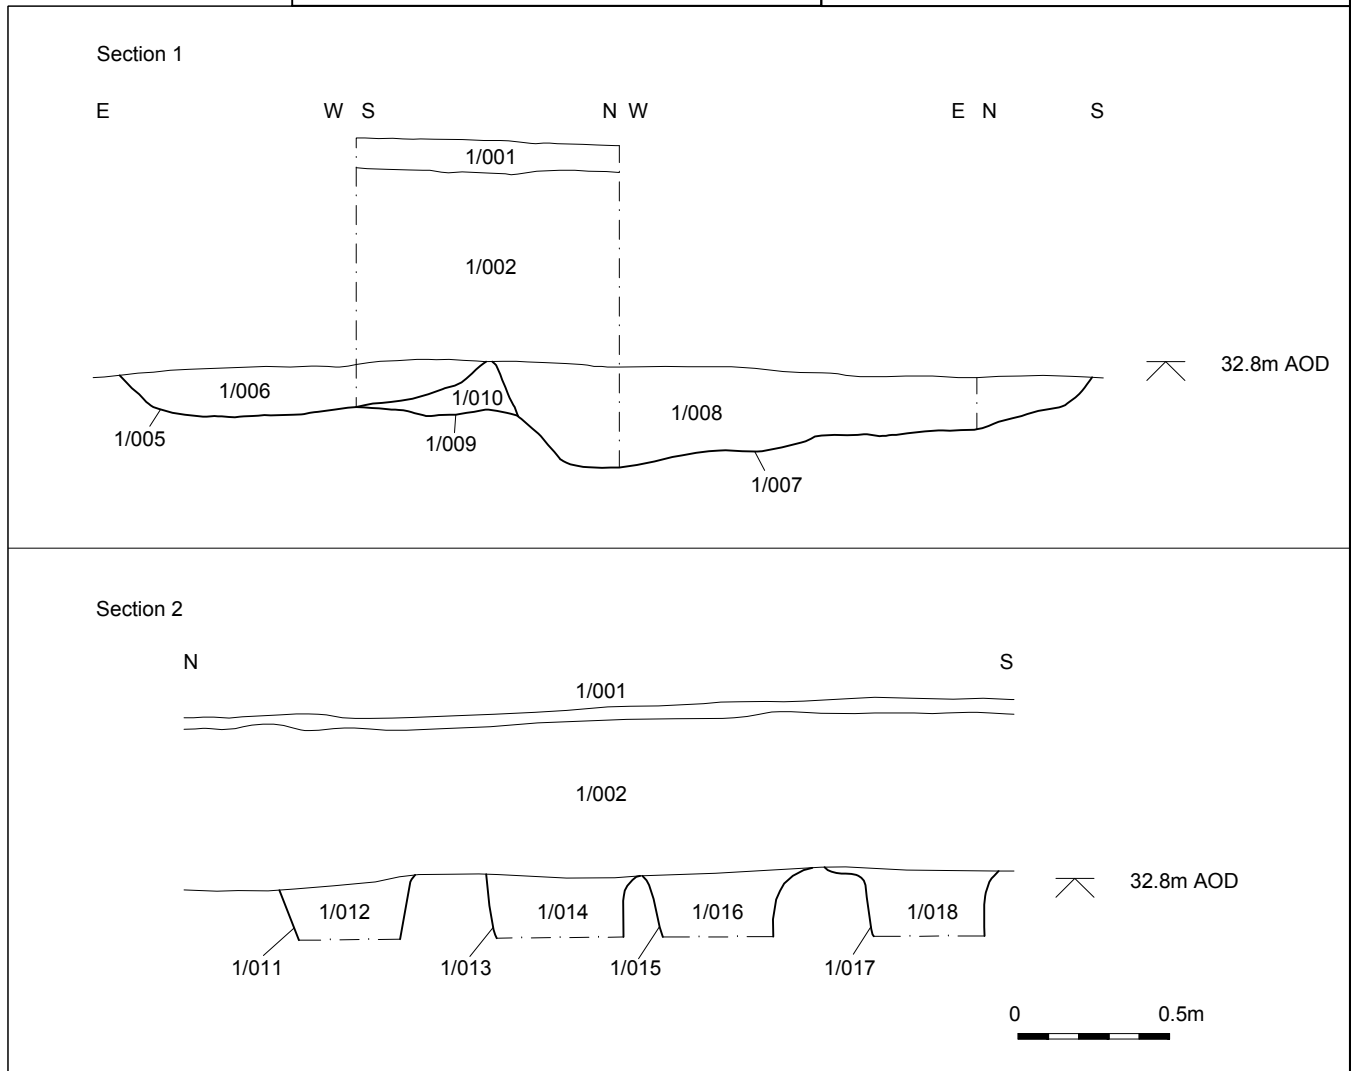 Section 1
E W S N W E N S
1/001
1/002
32.8m AOD
1/006
1/010
1/008
1/005
1/009
1/007
Section 2
N S
1/001
1/002
32.8m AOD
1/012 1/014 1/016 1/018
1/011 1/013 1/015 1/017
0 0.5m